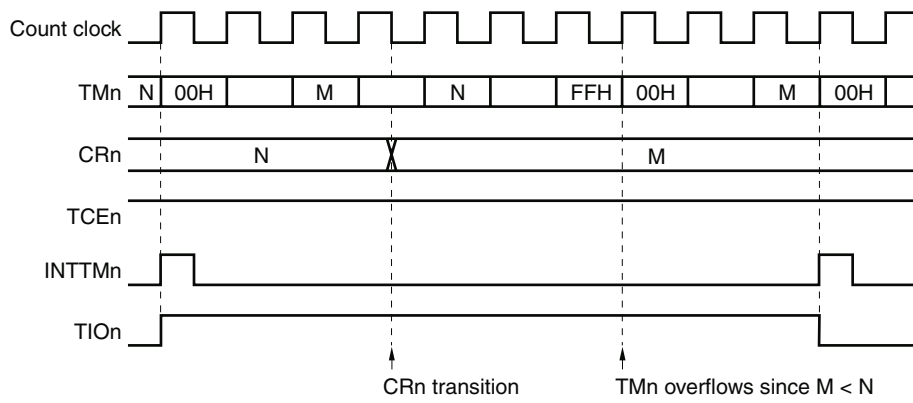 Count clock
TMn N 00H M N FFH 00H M 00H
CRn N M
TCEn
INTTMn
TIOn
CRn transition TMn overflows since M < N